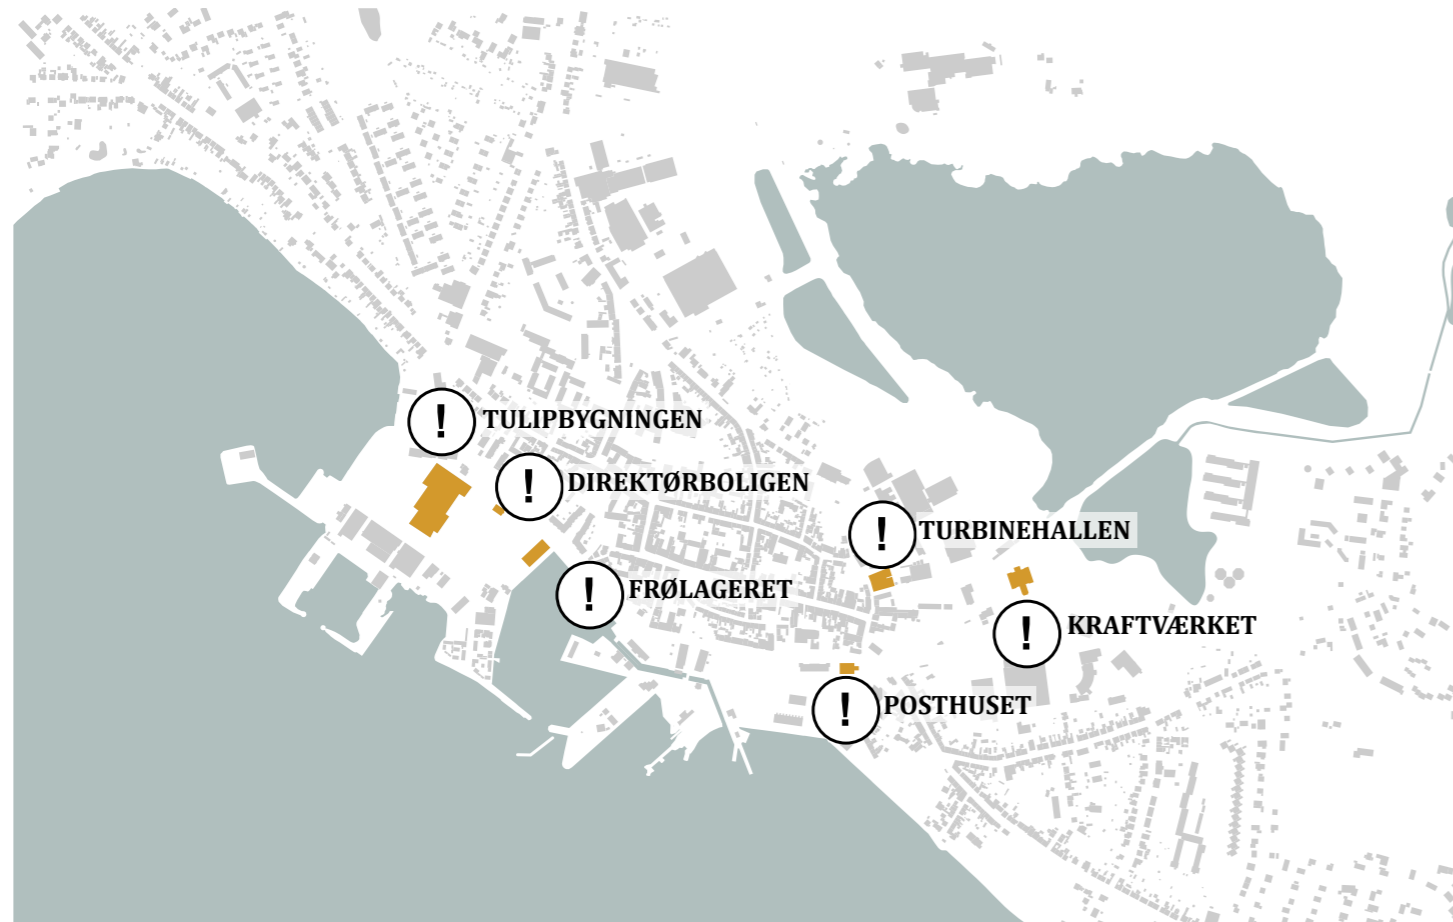 !
TULIPBYGNINGEN
!
DIREKTØRBOLIGEN
!
TURBINEHALLEN
!
FRØLAGERET
!
KRAFTVÆRKET
!
POSTHUSET